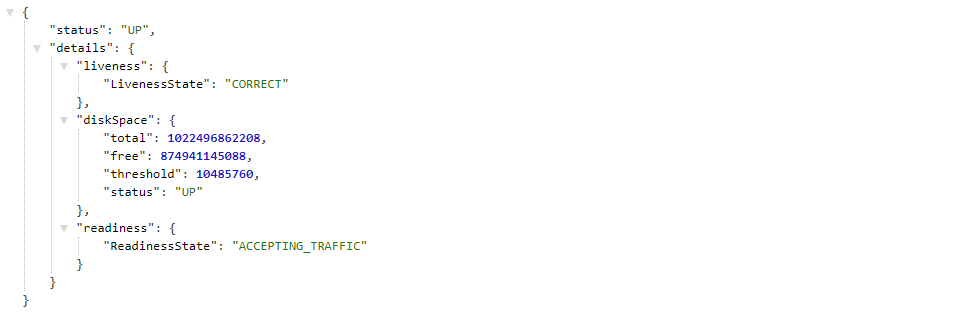 {
"status": "UP",
"details": {
"liveness": {
"LivenessState": "CORRECT"
},
"diskSpace": {
"total": 1022496862208,
"free": 874941145088,
"threshold": 10485760,
"status": "UP"
},
"readiness": {
"ReadinessState": "ACCEPTING_TRAFFIC"
}
}
}